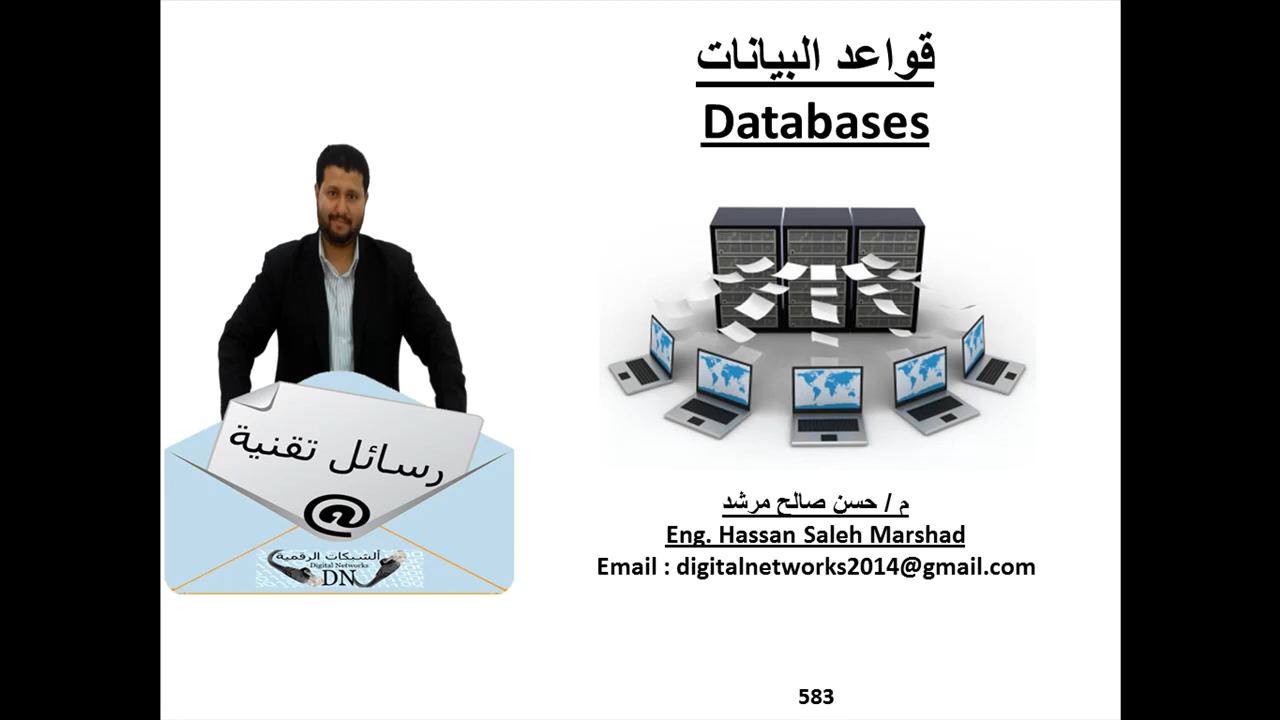 قواعد البيانات
Databases
رسائل تقنية
@
الشبكات الرقمية
Digital Networks
DN
م / حسن صالح مرشد
Eng. Hassan Saleh Marshad
Email : digitalnetworks2014@gmail.com
583